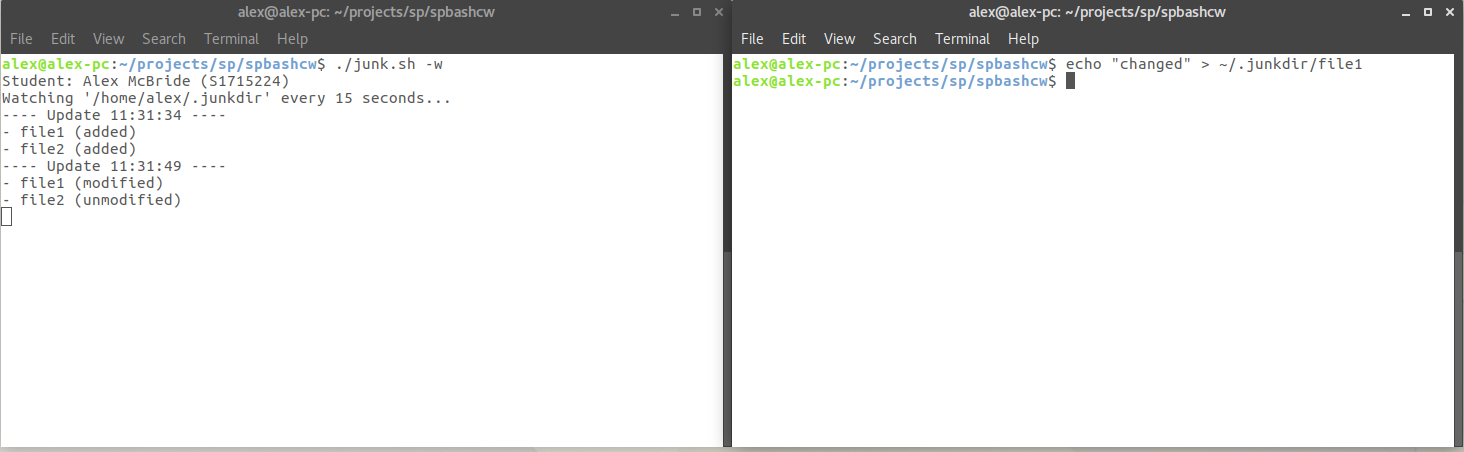 alex@alex-pc: ~/projects/sp/spbashcw
File Edit View Search Terminal Help
alex@alex-pc:~/projects/sp/spbashcw$ ./junk.sh -w
Student: Alex McBride (S1715224)
Watching '/home/alex/.junkdir' every 15 seconds...
---- Update 11:31:34 ----
- file1 (added)
- file2 (added)
---- Update 11:31:49 ----
- file1 (modified)
- file2 (unmodified)
alex@alex-pc: ~/projects/sp/spbashcw
File Edit View Search Terminal Help
alex@alex-pc:~/projects/sp/spbashcw$ echo "changed" > ~/.junkdir/file1
alex@alex-pc:~/projects/sp/spbashcw$